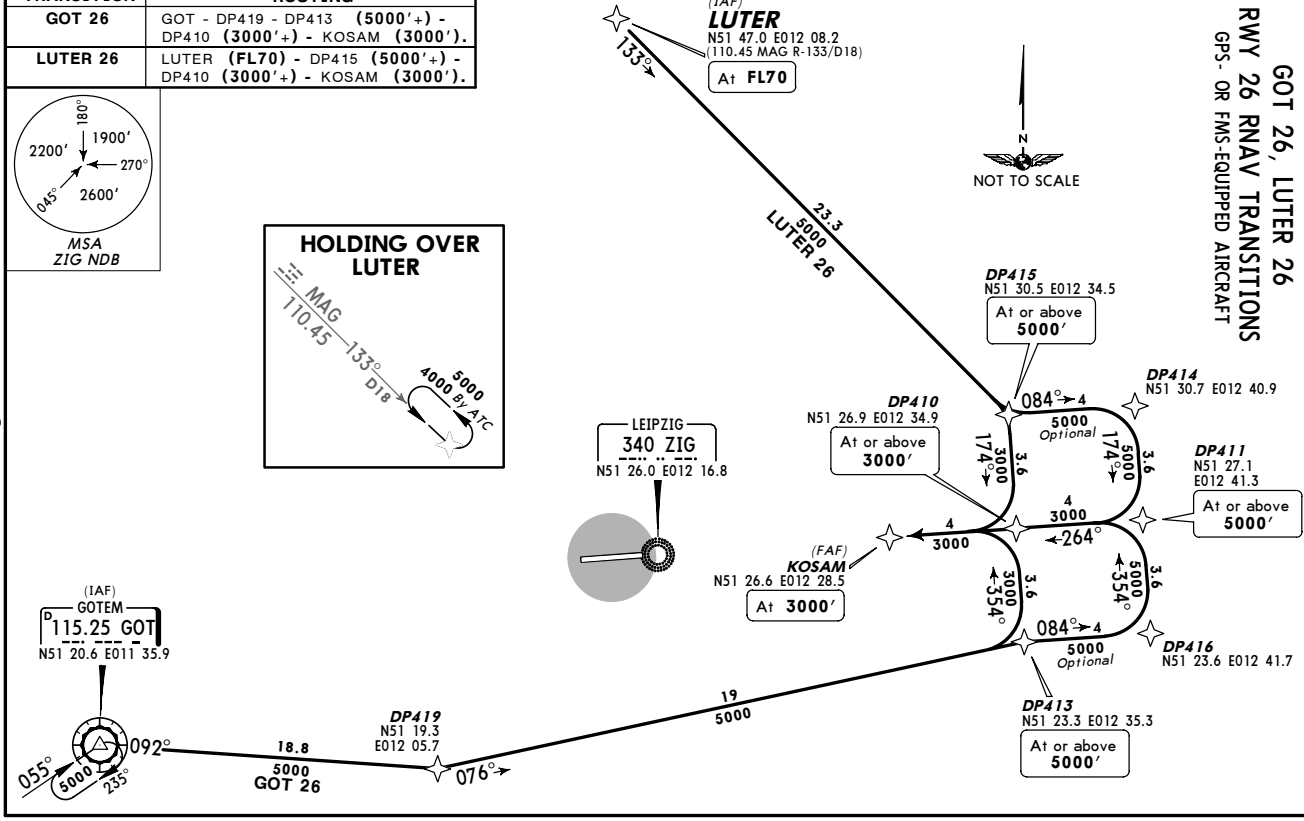 GOT 26
GOT - DP419 - DP413 (5000'+) -
DP410 (3000'+) - KOSAM (3000').
LUTER 26
LUTER (FL70) - DP415 (5000'+) -
DP410 (3000'+) - KOSAM (3000').
180°
1900'
2200'
270°
045°
2600'
MSA
ZIG NDB
HOLDING OVER
LUTER
MAG
110.45
133°
D18
5000
4000 By ATC
(IAF)
LUTER
N51 47.0 E012 08.2
(110.45 MAG R-133/D18)
At FL70
133°
23.3
5000
LUTER 26
N
NOT TO SCALE
GOT 26, LUTER 26
RWY 26 RNAV TRANSITIONS
GPS- OR FMS-EQUIPPED AIRCRAFT
DP415
N51 30.5 E012 34.5
At or above
5000'
084° 4
5000
Optional
DP414
N51 30.7 E012 40.9
DP410
N51 26.9 E012 34.9
At or above
3000'
174°
3000
3.6
174°
5000
3.6
DP411
N51 27.1
E012 41.3
At or above
5000'
4
3000
264°
4
3000
LEIPZIG
340 ZIG
N51 26.0 E012 16.8
(FAF)
KOSAM
N51 26.6 E012 28.5
At 3000'
354°
3000
3.6
354°
5000
3.6
084° 4
5000
Optional
DP416
N51 23.6 E012 41.7
DP413
N51 23.3 E012 35.3
At or above
5000'
(IAF)
GOTEM
D 115.25 GOT
N51 20.6 E011 35.9
055°
5000
235°
092°
18.8
5000
GOT 26
DP419
N51 19.3
E012 05.7
076°
19
5000